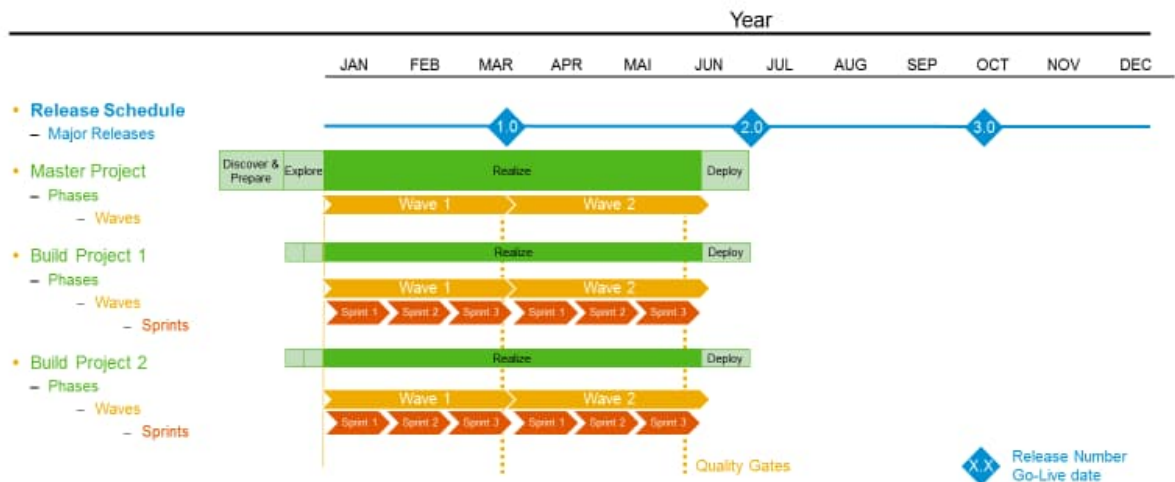 Year
JAN FEB MAR APR MAI JUN JUL AUG SEP OCT NOV DEC
• Release Schedule
– Major Releases
1.0 2.0 3.0
• Master Project
– Phases
– Waves
Discover & Prepare Explore Realize Deploy
Wave 1 Wave 2
• Build Project 1
– Phases
– Waves
– Sprints
Realize Deploy
Wave 1 Wave 2
Sprint 1 Sprint 2 Sprint 3 Sprint 1 Sprint 2 Sprint 3
• Build Project 2
– Phases
– Waves
– Sprints
Realize Deploy
Wave 1 Wave 2
Sprint 1 Sprint 2 Sprint 3 Sprint 1 Sprint 2 Sprint 3
Quality Gates
X.X Release Number
Go-Live date